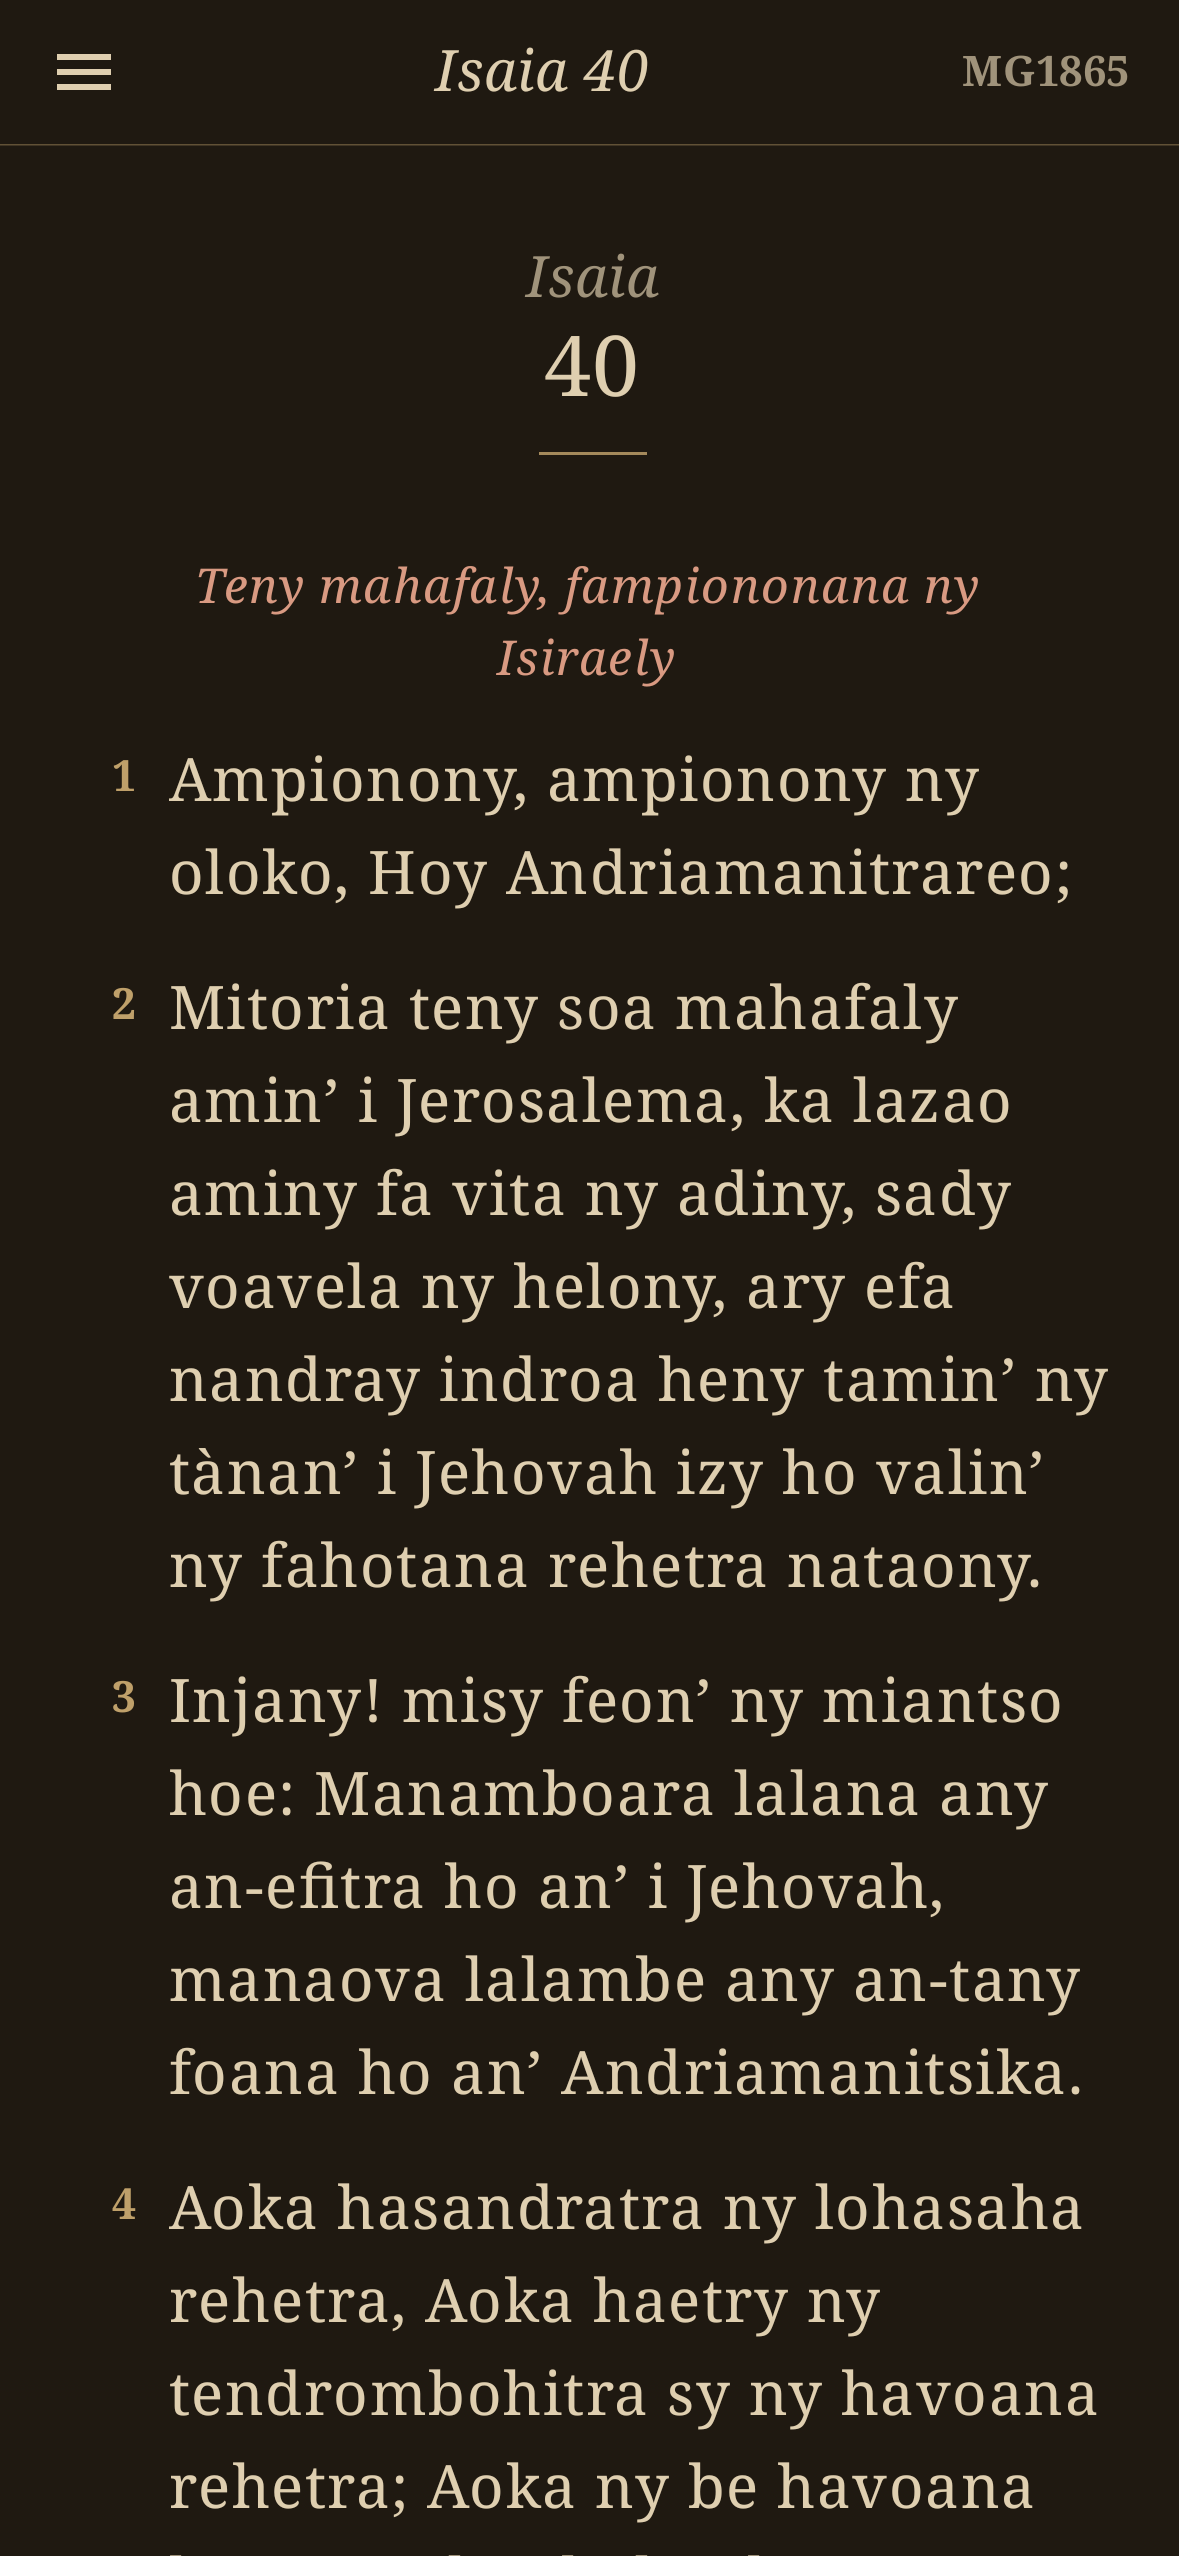 Isaia 40
MG1865
Isaia
40
Teny mahafaly, fampiononana ny
Isiraely
1 Ampionony, ampionony ny
oloko, Hoy Andriamanitrareo;
2 Mitoria teny soa mahafaly
amin’ i Jerosalema, ka lazao
aminy fa vita ny adiny, sady
voavela ny helony, ary efa
nandray indroa heny tamin’ ny
tànan’ i Jehovah izy ho valin’
ny fahotana rehetra nataony.
3 Injany! misy feon’ ny miantso
hoe: Manamboara lalana any
an-efitra ho an’ i Jehovah,
manaova lalambe any an-tany
foana ho an’ Andriamanitsika.
4 Aoka hasandratra ny lohasaha
rehetra, Aoka haetry ny
tendrombohitra sy ny havoana
rehetra; Aoka ny be havoana